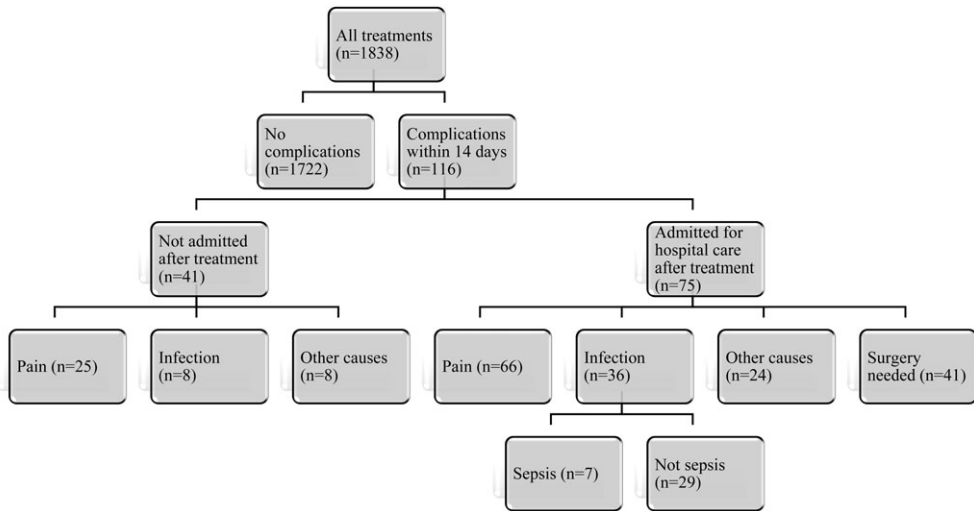 All treatments
(n=1838)
No
complications
(n=1722)
Complications
within 14 days
(n=116)
Not admitted
after treatment
(n=41)
Admitted for
hospital care
after treatment
(n=75)
Pain (n=25)
Infection
(n=8)
Other causes
(n=8)
Pain (n=66)
Infection
(n=36)
Other causes
(n=24)
Surgery
needed (n=41)
Sepsis (n=7)
Not sepsis
(n=29)